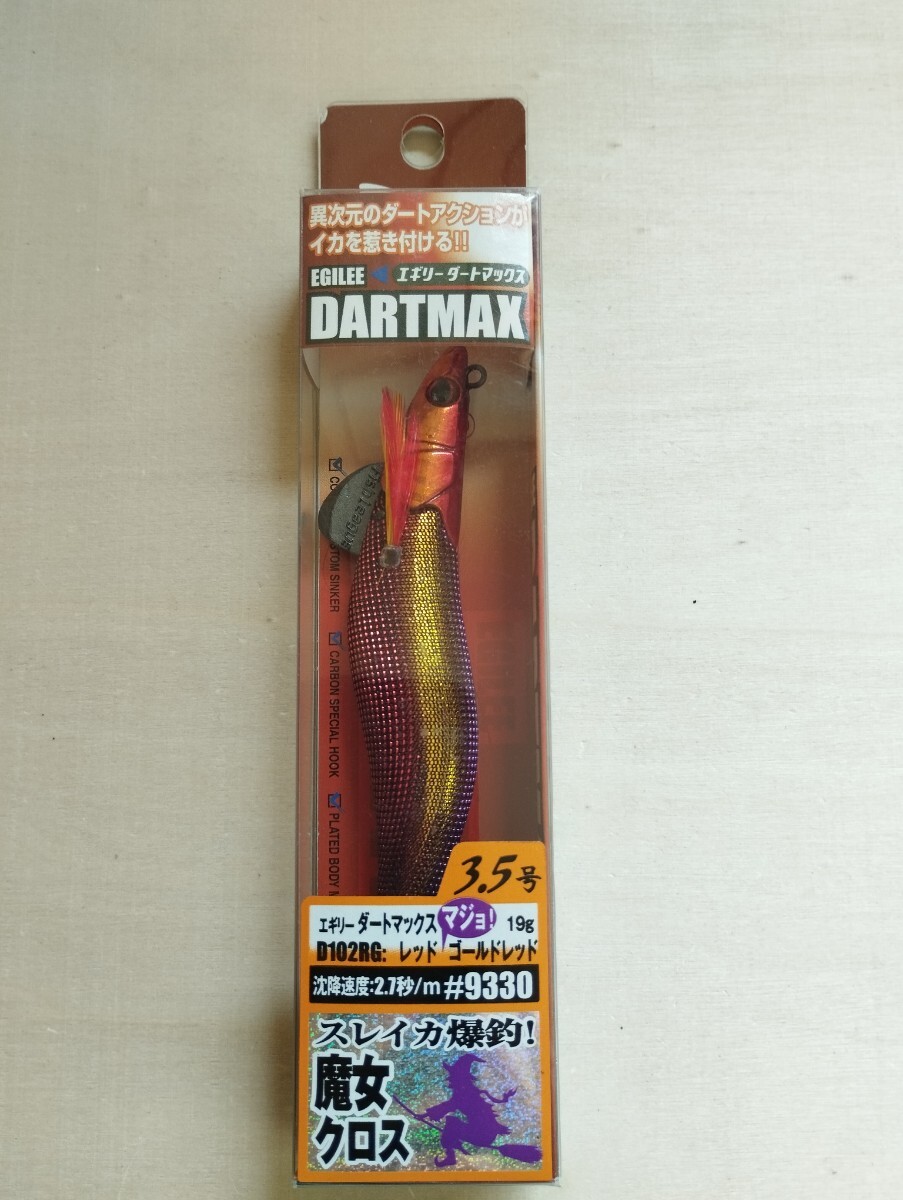 異次元のダートアクションが
イカを惹き付ける!!
EGILEE エギリー ダートマックス
DARTMAX
CUSTOM SINKER
CARBON SPECIAL HOOK
PLATED BODY
3.5号
エギリー ダートマックス マジョ! 19g
D102RG: レッド ゴールドレッド
沈降速度:2.7秒/m #9330
スレイカ爆釣!
魔女
クロス